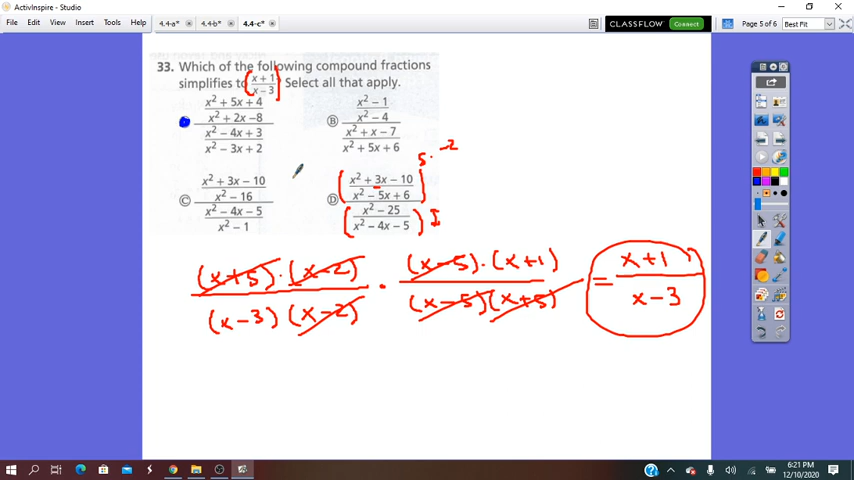 ActivInspire - Studio
File Edit View Insert Tools Help
4.4-a* × 4.4-b* × 4.4-c* ×
CLASSFLOW Connect
Page 5 of 6
Best Fit
33. Which of the following compound fractions
simplifies to (x + 1 / x − 3) Select all that apply.
x² + 5x + 4
x² + 2x − 8
x² − 4x + 3
x² − 3x + 2
Ⓑ
x² − 1
x² − 4
x² + x − 7
x² + 5x + 6
Ⓒ
x² + 3x − 10
x² − 16
x² − 4x − 5
x² − 1
Ⓓ
x² + 3x − 10
x² − 5x + 6
x² − 25
x² − 4x − 5
5 · −2
(x+5)·(x−2) (x−5)·(x+1) x+1
(x−3)(x−2) · (x−5)(x+5) = x−3
6:21 PM
12/10/2020